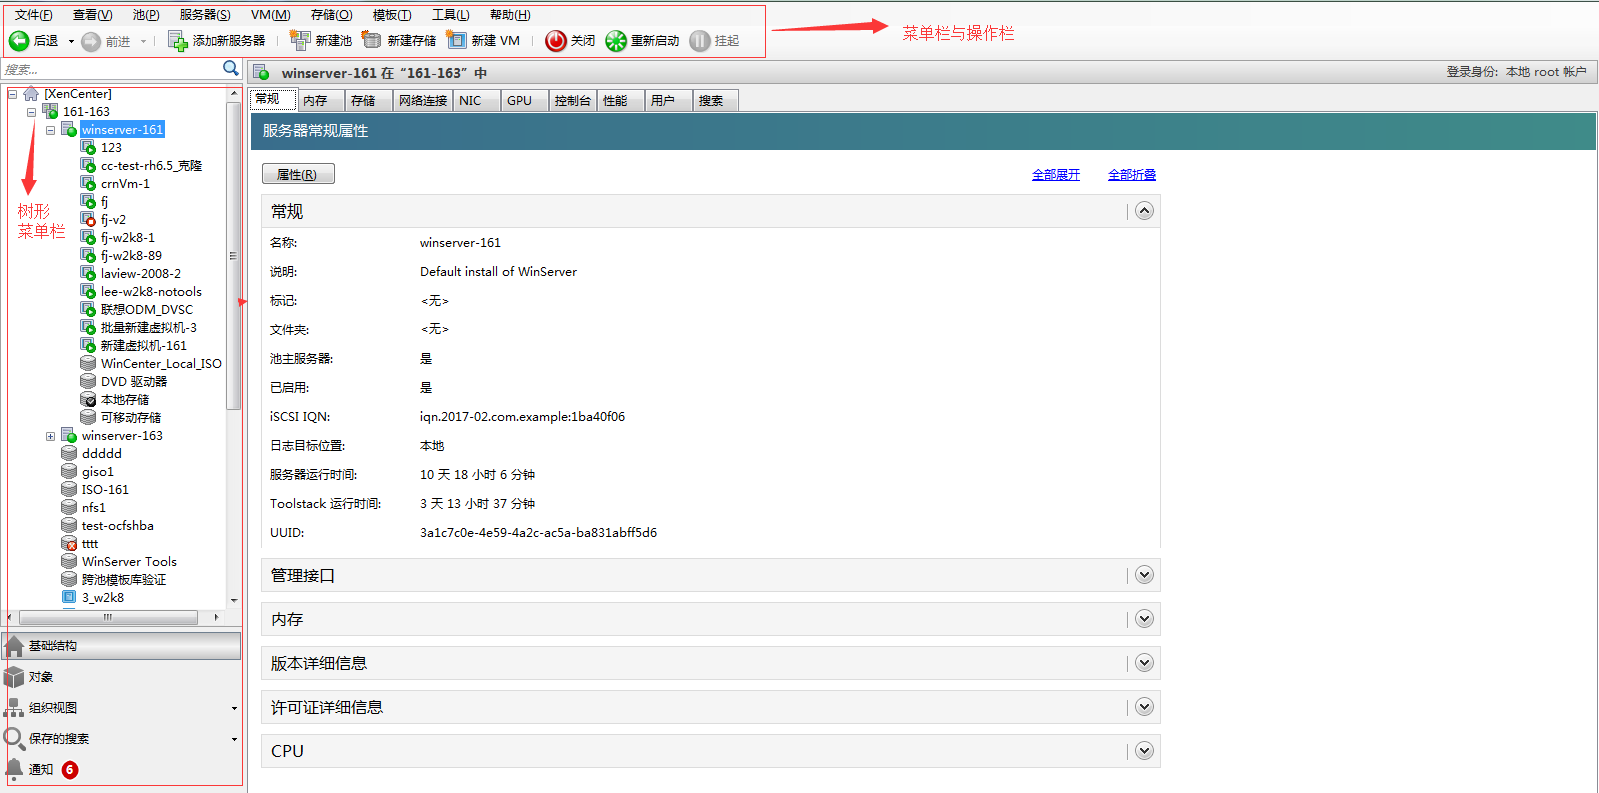 文件(F) 查看(V) 池(P) 服务器(S) VM(M) 存储(O) 模板(T) 工具(L) 帮助(H)
后退 前进 添加新服务器 新建池 新建存储 新建 VM 关闭 重新启动 挂起
菜单栏与操作栏
搜索...
winserver-161 在 “161-163” 中
登录身份: 本地 root 帐户
[XenCenter]
161-163
winserver-161
123
cc-test-rh6.5_克隆
crnVm-1
fj
fj-v2
fj-w2k8-1
fj-w2k8-89
laview-2008-2
lee-w2k8-notools
联想ODM_DVSC
批量新建虚拟机-3
新建虚拟机-161
WinCenter_Local_ISO
DVD 驱动器
本地存储
可移动存储
winserver-163
ddddd
giso1
ISO-161
nfs1
test-ocfshba
tttt
WinServer Tools
跨池模板库验证
3_w2k8
树形
菜单栏
基础结构
对象
组织视图
保存的搜索
通知 6
常规 内存 存储 网络连接 NIC GPU 控制台 性能 用户 搜索
服务器常规属性
属性(R)
全部展开 全部折叠
常规
名称: winserver-161
说明: Default install of WinServer
标记: <无>
文件夹: <无>
池主服务器: 是
已启用: 是
iSCSI IQN: iqn.2017-02.com.example:1ba40f06
日志目标位置: 本地
服务器运行时间: 10 天 18 小时 6 分钟
Toolstack 运行时间: 3 天 13 小时 37 分钟
UUID: 3a1c7c0e-4e59-4a2c-ac5a-ba831abff5d6
管理接口
内存
版本详细信息
许可证详细信息
CPU